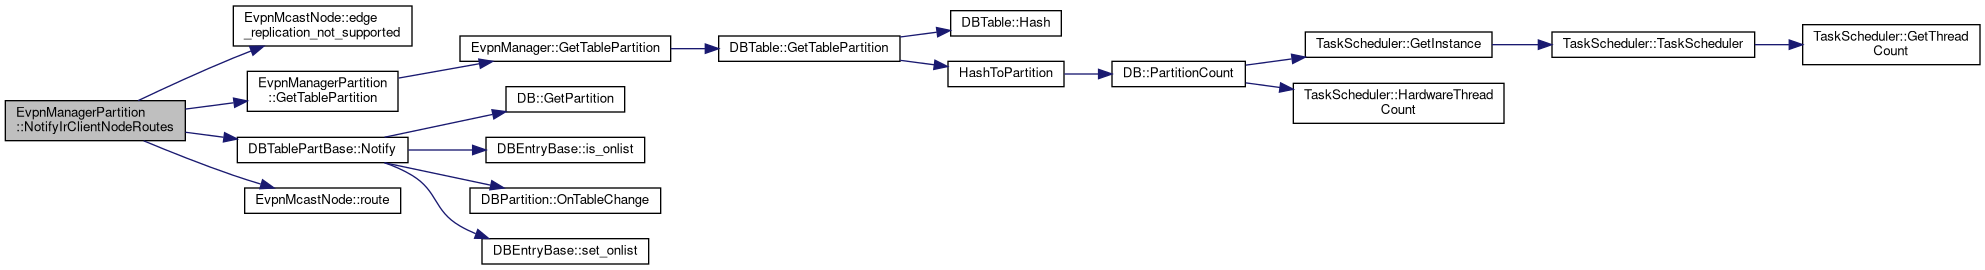 EvpnManagerPartition
::NotifyIrClientNodeRoutes
EvpnMcastNode::edge
_replication_not_supported
EvpnManagerPartition
::GetTablePartition
DBTablePartBase::Notify
EvpnMcastNode::route
EvpnManager::GetTablePartition
DB::GetPartition
DBEntryBase::is_onlist
DBPartition::OnTableChange
DBEntryBase::set_onlist
DBTable::GetTablePartition
DBTable::Hash
HashToPartition
DB::PartitionCount
TaskScheduler::GetInstance
TaskScheduler::HardwareThread
Count
TaskScheduler::TaskScheduler
TaskScheduler::GetThread
Count